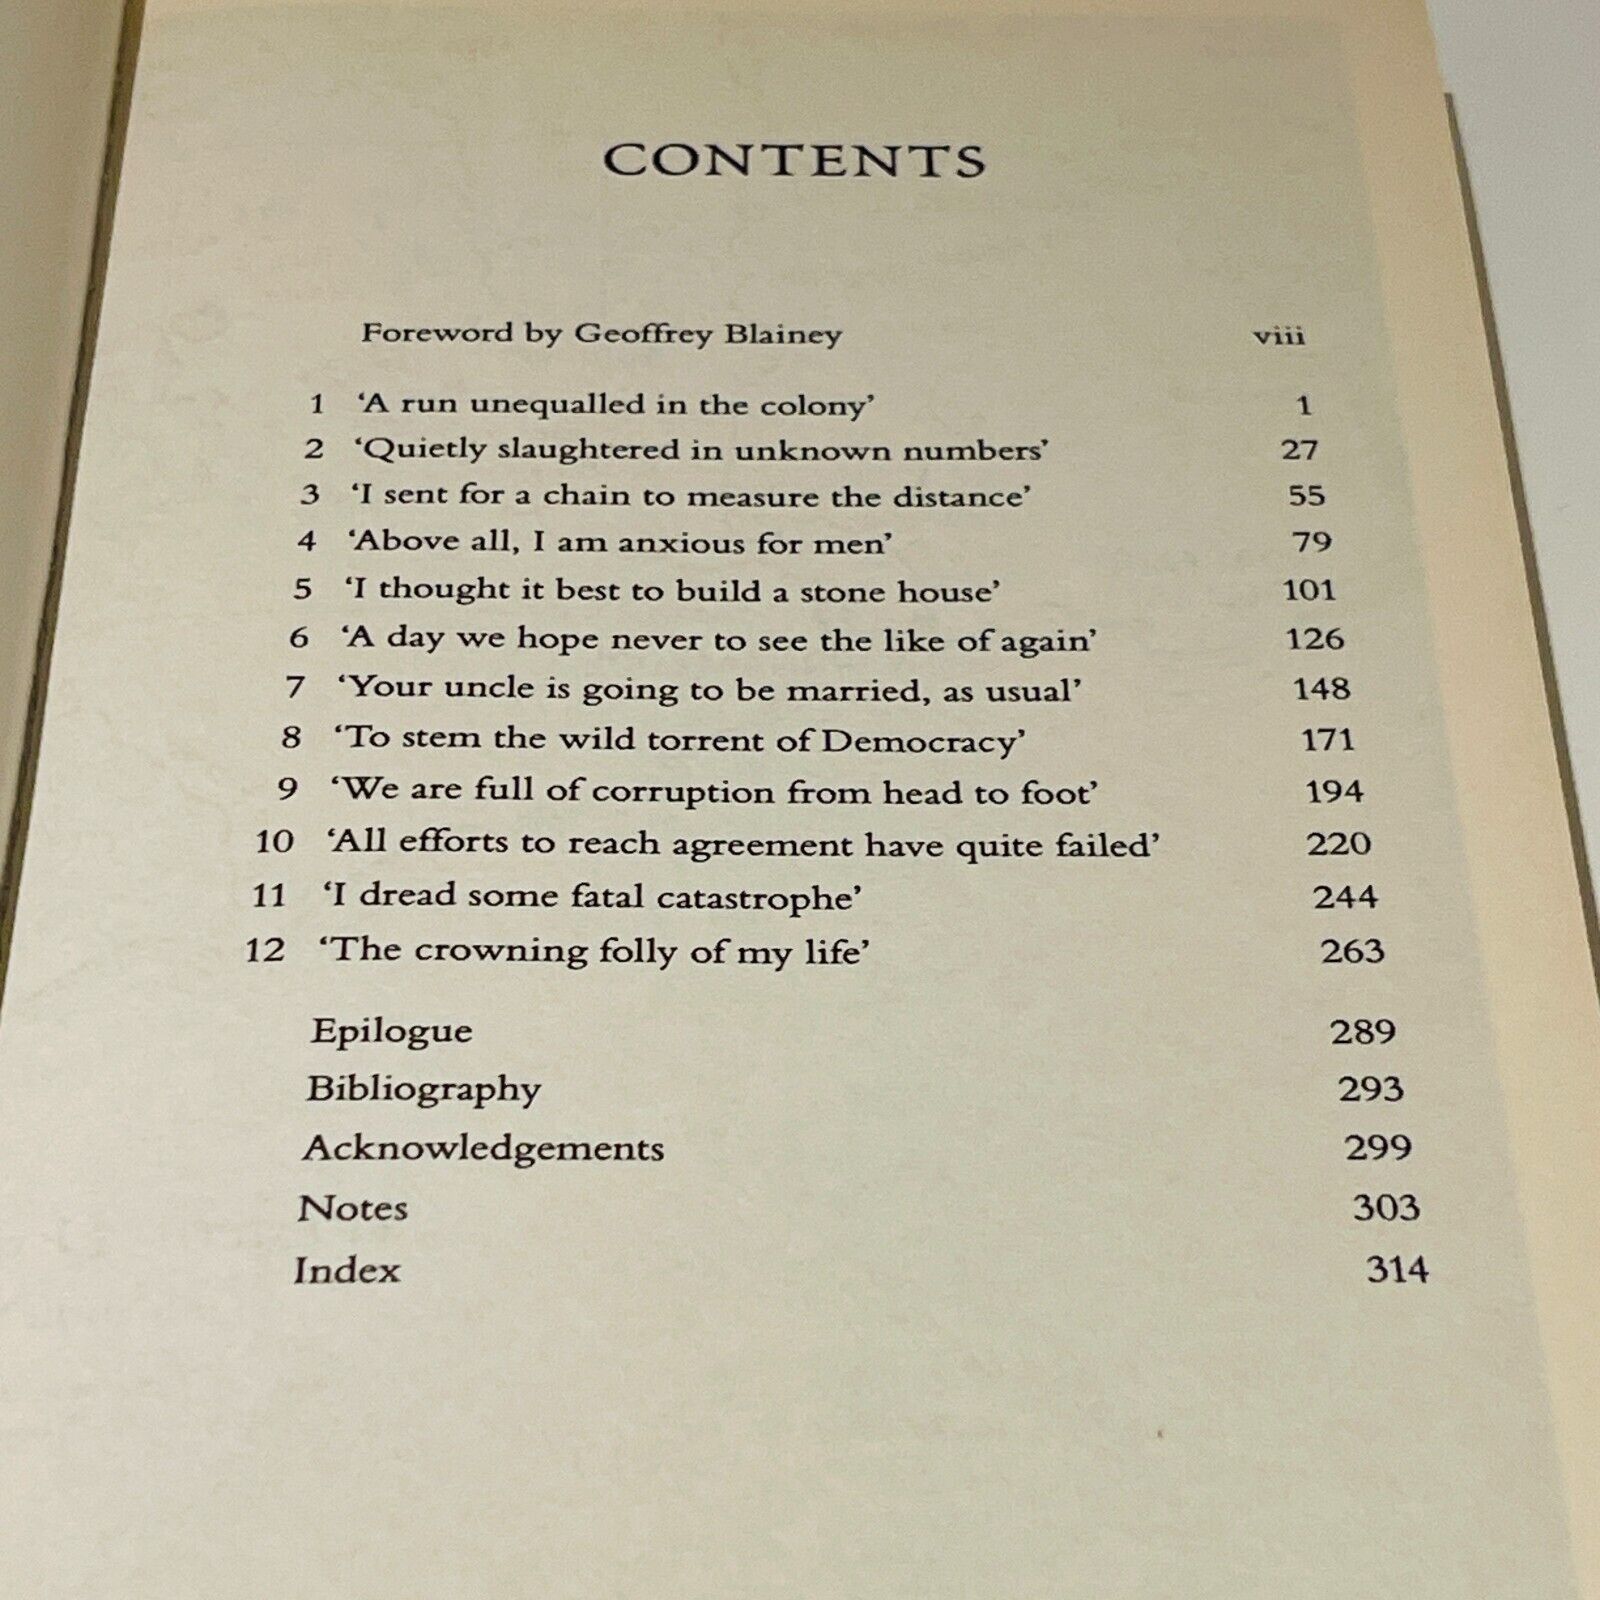 CONTENTS
Foreword by Geoffrey Blainey viii
1 ‘A run unequalled in the colony’ 1
2 ‘Quietly slaughtered in unknown numbers’ 27
3 ‘I sent for a chain to measure the distance’ 55
4 ‘Above all, I am anxious for men’ 79
5 ‘I thought it best to build a stone house’ 101
6 ‘A day we hope never to see the like of again’ 126
7 ‘Your uncle is going to be married, as usual’ 148
8 ‘To stem the wild torrent of Democracy’ 171
9 ‘We are full of corruption from head to foot’ 194
10 ‘All efforts to reach agreement have quite failed’ 220
11 ‘I dread some fatal catastrophe’ 244
12 ‘The crowning folly of my life’ 263
Epilogue 289
Bibliography 293
Acknowledgements 299
Notes 303
Index 314